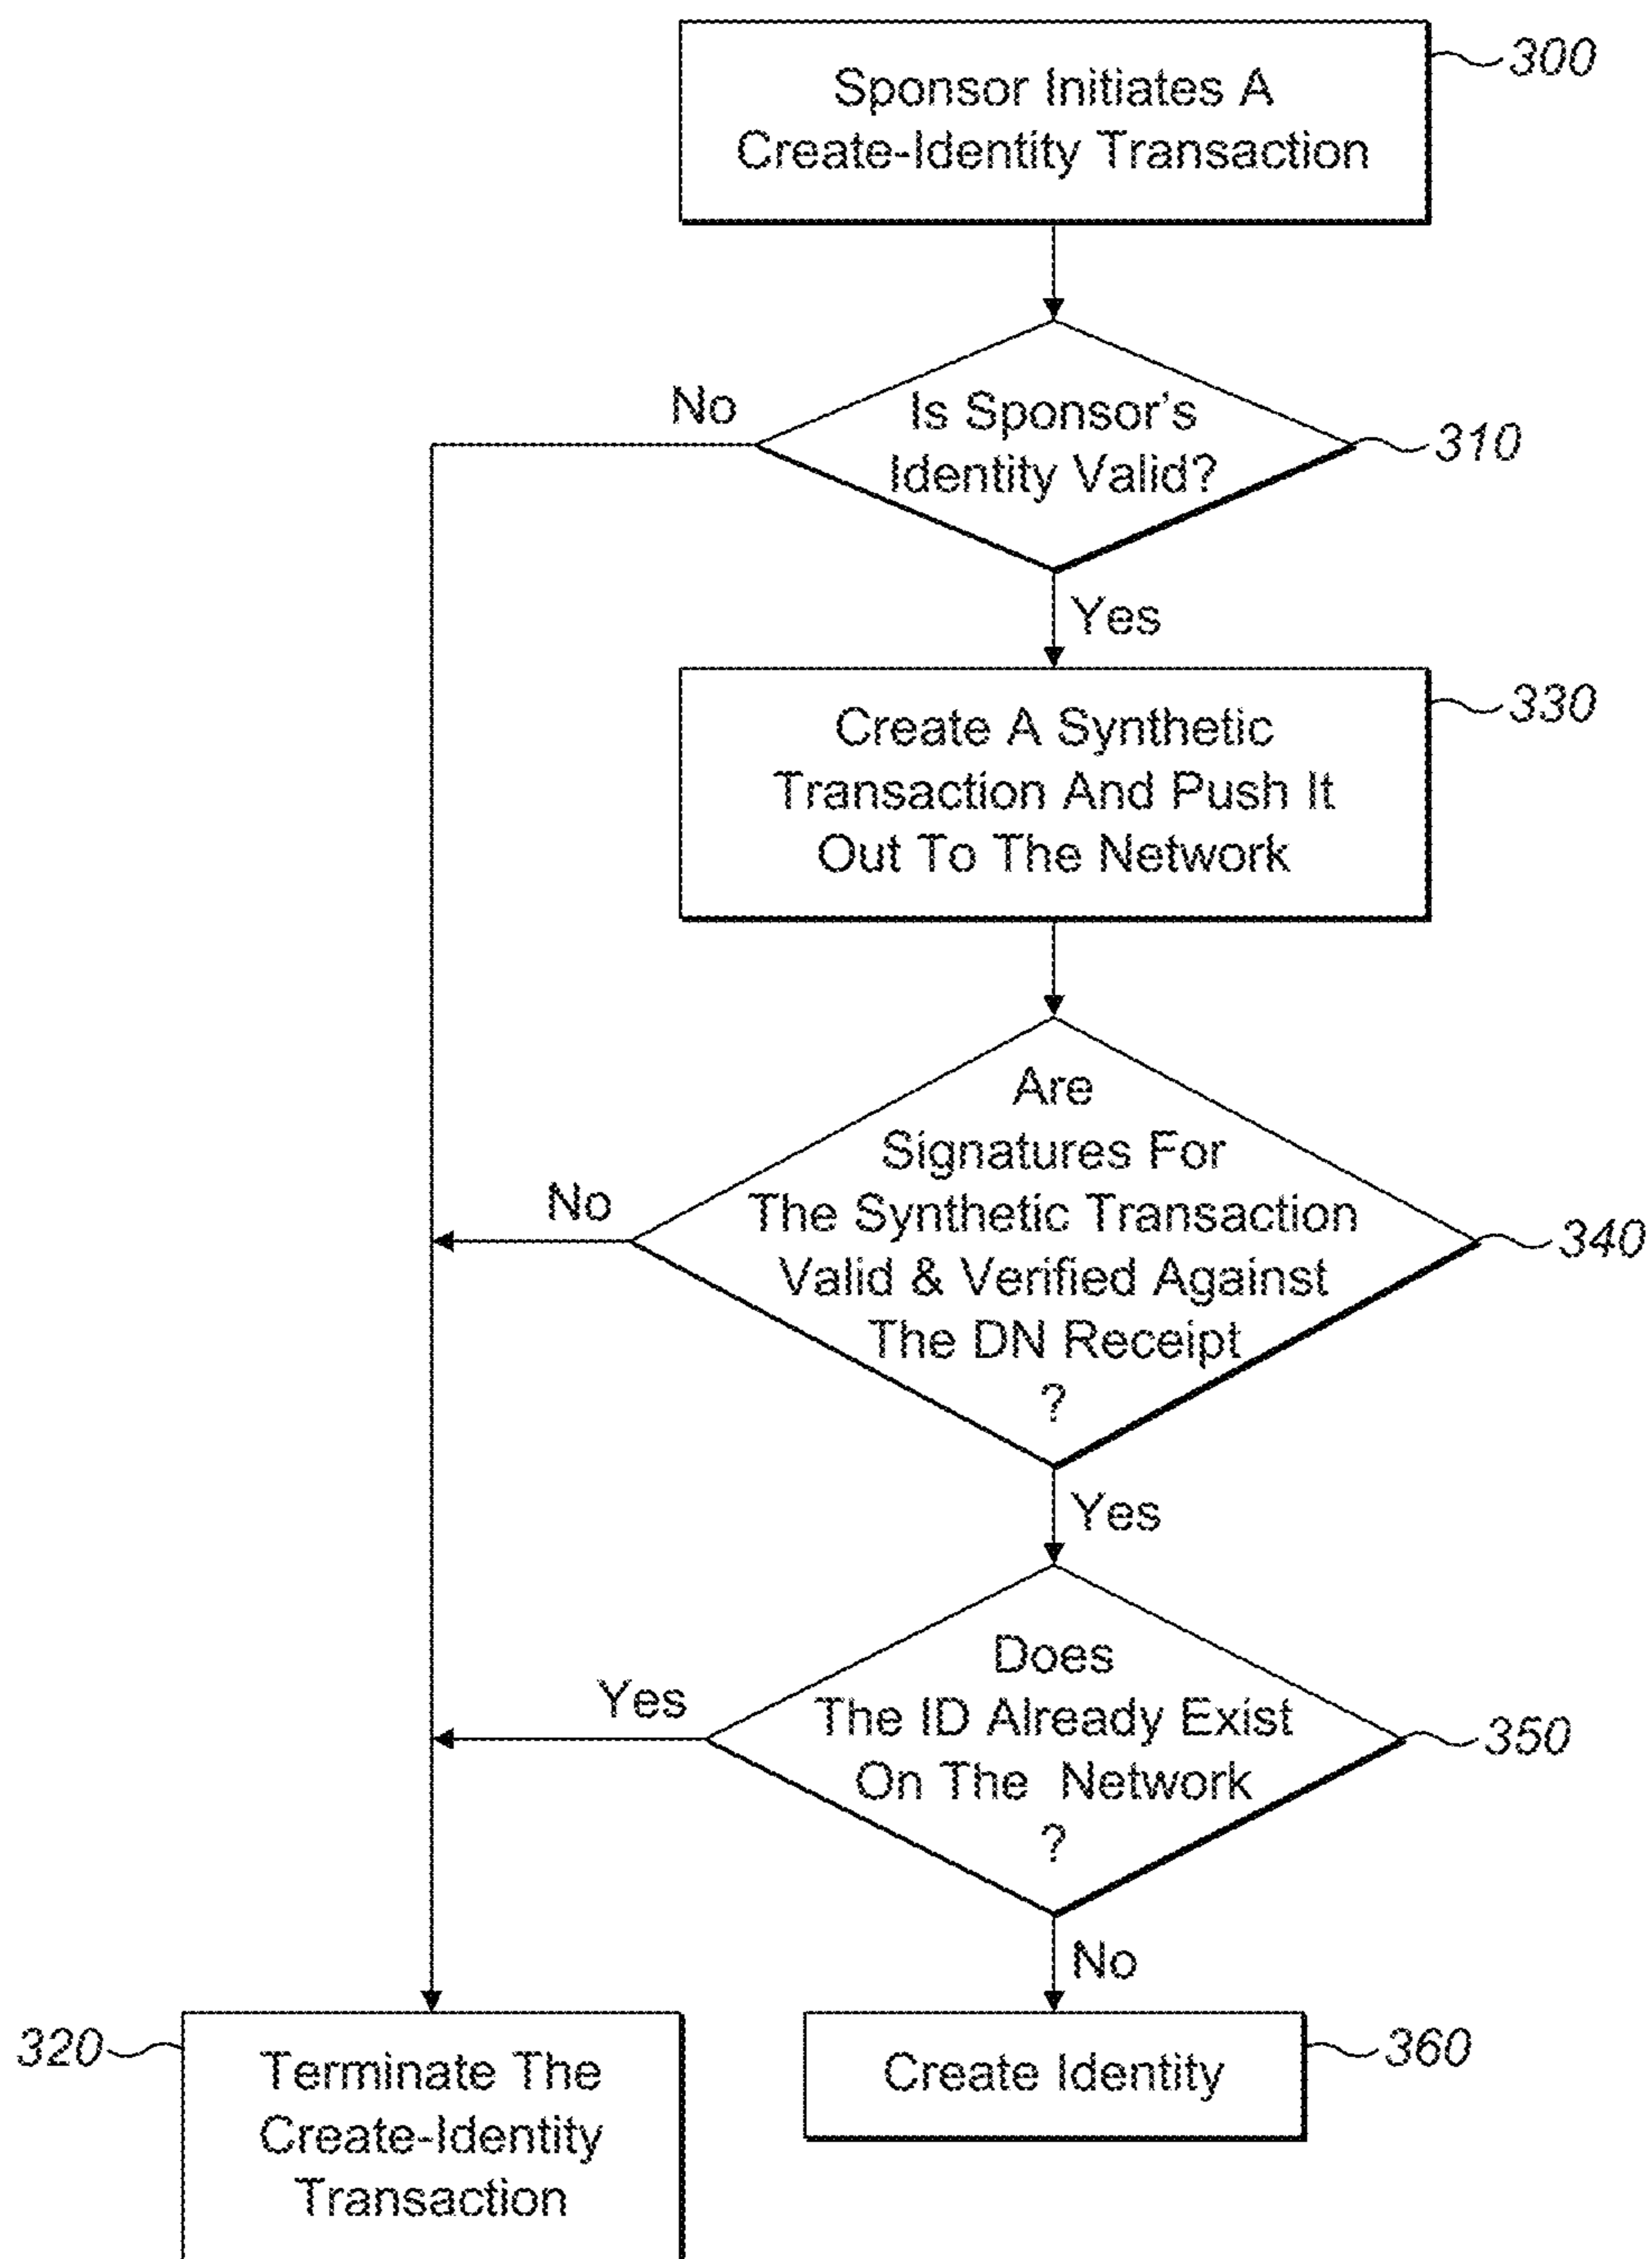 Sponsor Initiates A
Create-Identity Transaction
300
Is Sponsor's
Identity Valid?
310
No
Yes
Create A Synthetic
Transaction And Push It
Out To The Network
330
Are
Signatures For
The Synthetic Transaction
Valid & Verified Against
The DN Receipt
?
340
No
Yes
Does
The ID Already Exist
On The Network
?
350
Yes
No
320
Terminate The
Create-Identity
Transaction
Create Identity
360